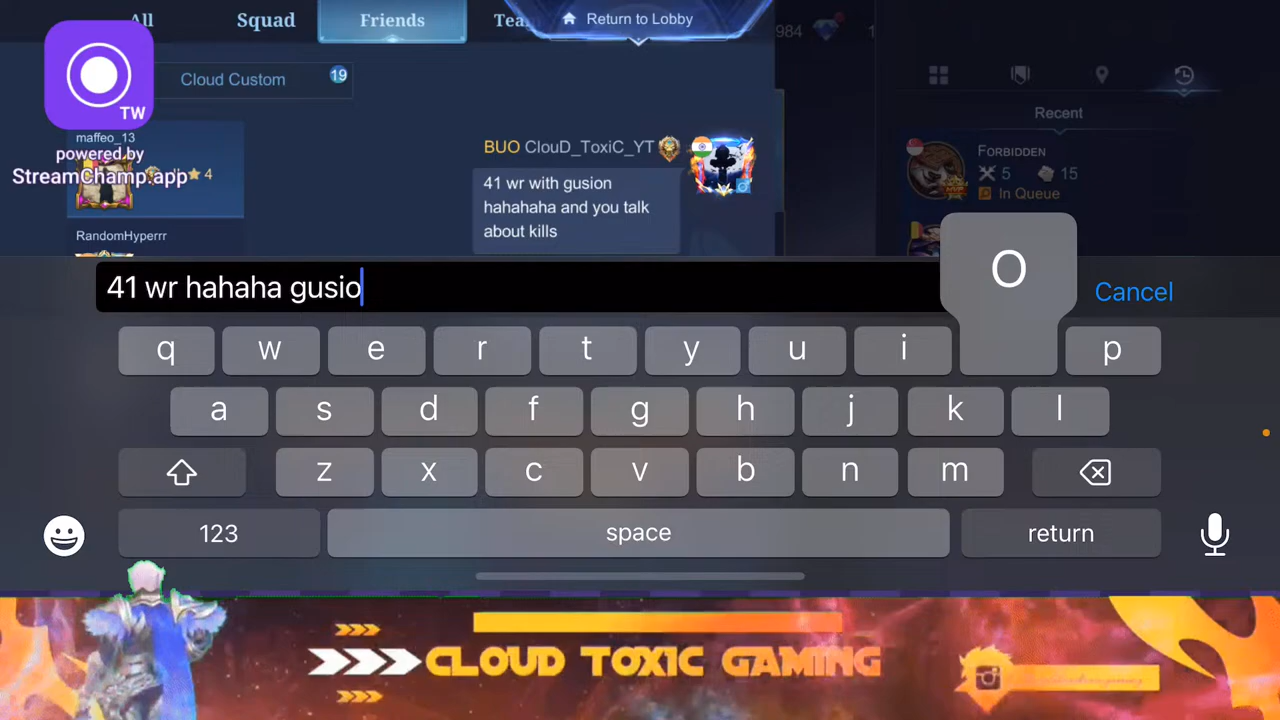 All Squad Friends
Return to Lobby
984
Cloud Custom 19
TW
maffeo_13
powered by
StreamChamp.app
4
RandomHyperrr
BUO ClouD_ToxiC_YT
41 wr with gusion
hahahaha and you talk
about kills
Recent
FORBIDDEN
5 15
In Queue
41 wr hahaha gusio
O
Cancel
q w e r t y u i p
a s d f g h j k l
z x c v b n m
123 space return
CLOUD TOXIC GAMING